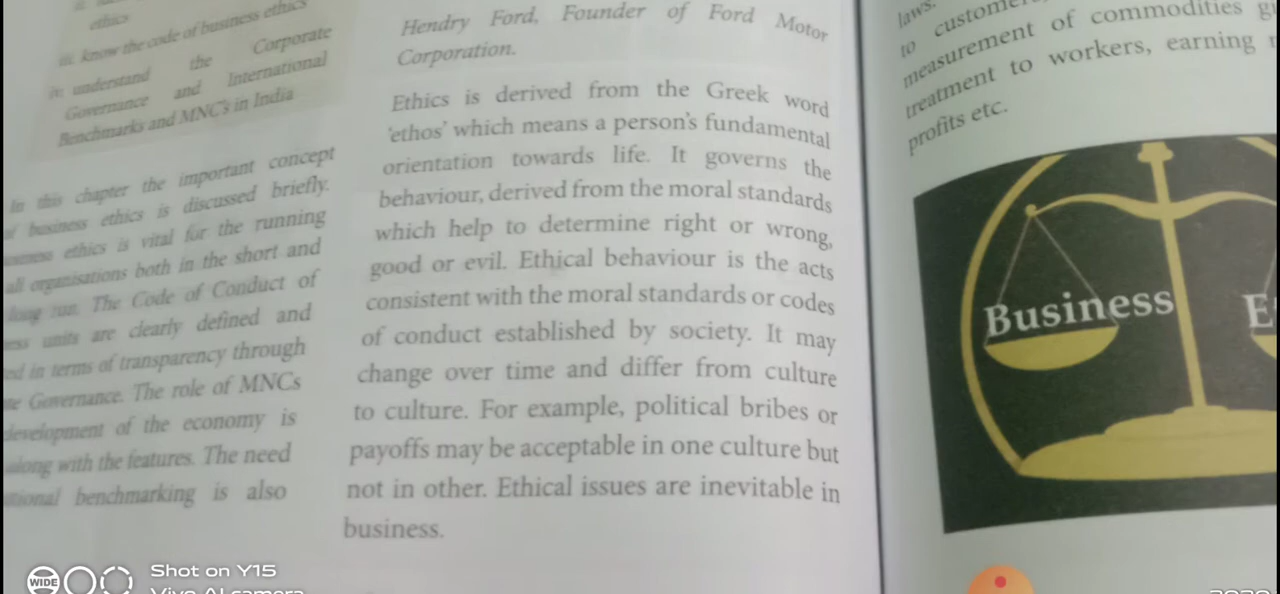 ethics
iii. know the code of business ethics
iv. understand the Corporate
Governance and International
Benchmarks and MNC's in India
In this chapter the important concept
of business ethics is discussed briefly.
ethics is vital for the running
all organisations both in the short and
long run. The Code of Conduct of
units are clearly defined and
in terms of transparency through
Governance. The role of MNCs
development of the economy is
along with the features. The need
benchmarking is also
Hendry Ford, Founder of Ford Motor
Corporation.
Ethics is derived from the Greek word
'ethos' which means a person's fundamental
orientation towards life. It governs the
behaviour, derived from the moral standards
which help to determine right or wrong,
good or evil. Ethical behaviour is the acts
consistent with the moral standards or codes
of conduct established by society. It may
change over time and differ from culture
to culture. For example, political bribes or
payoffs may be acceptable in one culture but
not in other. Ethical issues are inevitable in
business.
laws.
to customers,
measurement of commodities
treatment to workers, earning
profits etc.
Business
WIDE
Shot on Y15
Vivo AI camera